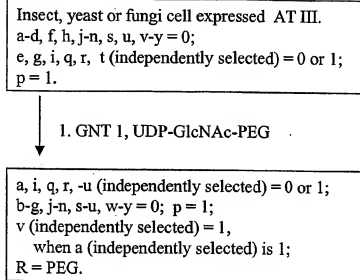 Insect, yeast or fungi cell expressed AT III.
a-d, f, h, j-n, s, u, v-y = 0;
e, g, i, q, r, t (independently selected) = 0 or 1;
p = 1.
1. GNT 1, UDP-GlcNAc-PEG
a, i, q, r, -u (independently selected) = 0 or 1;
b-g, j-n, s-u, w-y = 0; p = 1;
v (independently selected) = 1,
when a (independently selected) is 1;
R = PEG.